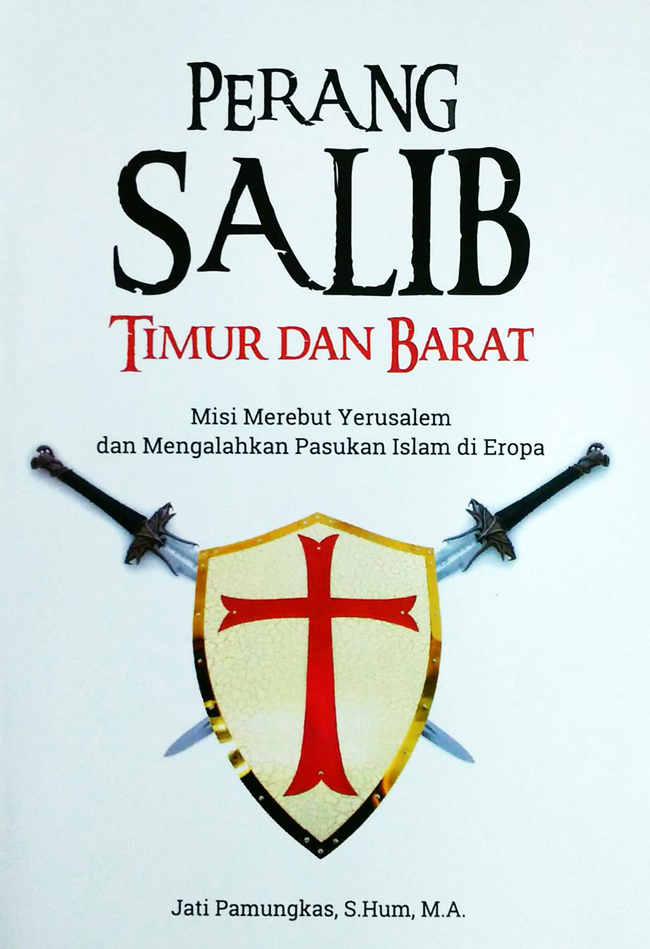 PERANG
SALIB
TIMUR DAN BARAT
Misi Merebut Yerusalem
dan Mengalahkan Pasukan Islam di Eropa
Jati Pamungkas, S.Hum, M.A.